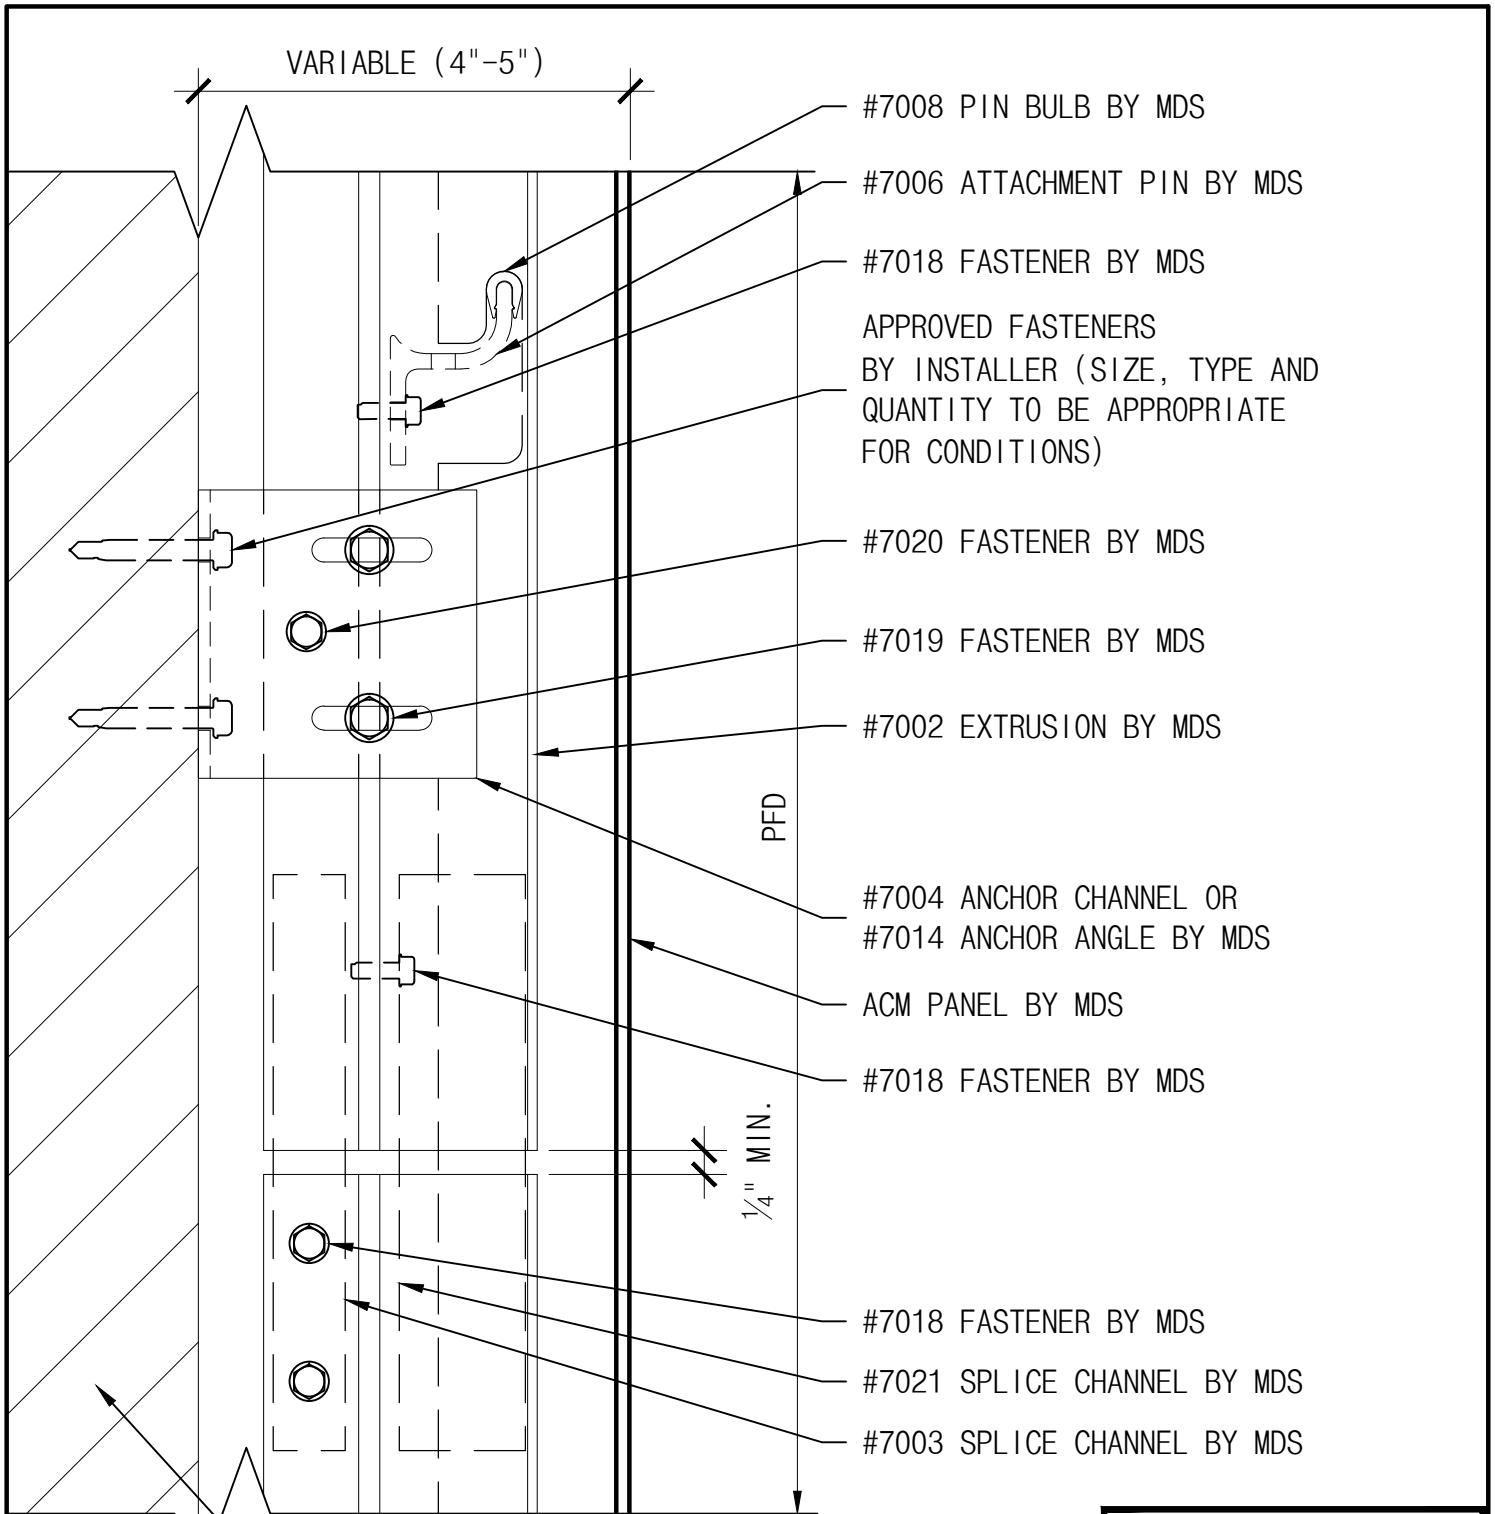 VARIABLE (4"-5")
#7008 PIN BULB BY MDS
#7006 ATTACHMENT PIN BY MDS
#7018 FASTENER BY MDS
APPROVED FASTENERS
BY INSTALLER (SIZE, TYPE AND
QUANTITY TO BE APPROPRIATE
FOR CONDITIONS)
#7020 FASTENER BY MDS
#7019 FASTENER BY MDS
#7002 EXTRUSION BY MDS
PFD
#7004 ANCHOR CHANNEL OR
#7014 ANCHOR ANGLE BY MDS
ACM PANEL BY MDS
#7018 FASTENER BY MDS
1/4" MIN.
#7018 FASTENER BY MDS
#7021 SPLICE CHANNEL BY MDS
#7003 SPLICE CHANNEL BY MDS